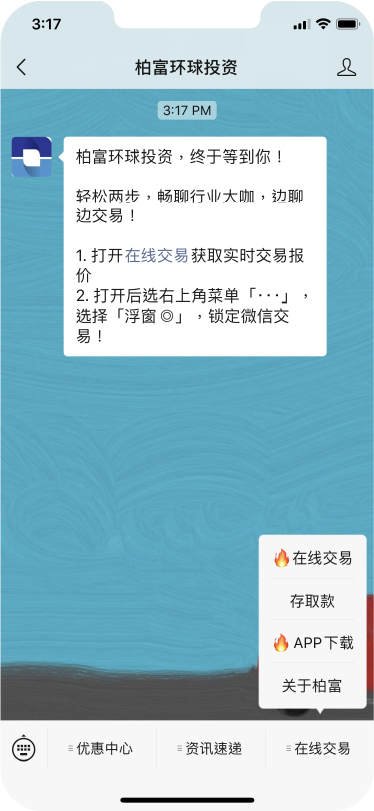 3:17
柏富环球投资
3:17 PM
柏富环球投资，终于等到你！
轻松两步，畅聊行业大咖，边聊
边交易！
1. 打开在线交易获取实时交易报
价
2. 打开后选右上角菜单「···」，
选择「浮窗◎」，锁定微信交
易！
🔥在线交易
存取款
🔥APP下载
关于柏富
优惠中心
资讯速递
在线交易